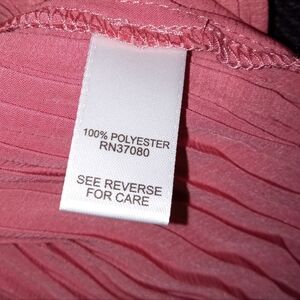 100% POLYESTER
RN37080
SEE REVERSE
FOR CARE